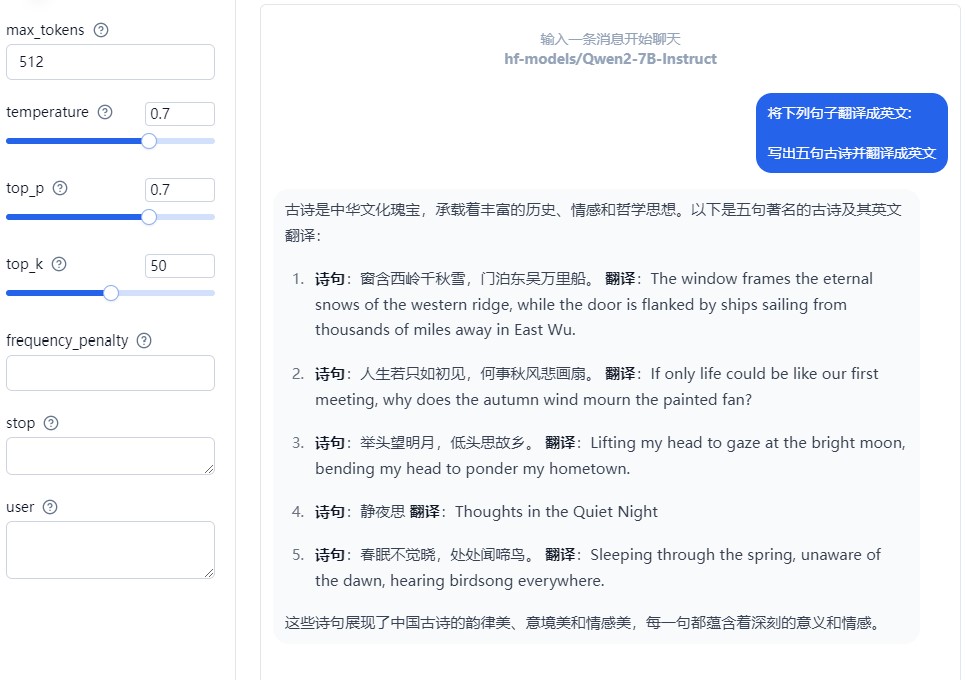 max_tokens
512
temperature
0.7
top_p
0.7
top_k
50
frequency_penalty
stop
user
输入一条消息开始聊天
hf-models/Qwen2-7B-Instruct
将下列句子翻译成英文:
写出五句古诗并翻译成英文
古诗是中华文化瑰宝，承载着丰富的历史、情感和哲学思想。以下是五句著名的古诗及其英文
翻译：
1. 诗句：窗含西岭千秋雪，门泊东吴万里船。 翻译：The window frames the eternal
snows of the western ridge, while the door is flanked by ships sailing from
thousands of miles away in East Wu.
2. 诗句：人生若只如初见，何事秋风悲画扇。 翻译：If only life could be like our first
meeting, why does the autumn wind mourn the painted fan?
3. 诗句：举头望明月，低头思故乡。 翻译：Lifting my head to gaze at the bright moon,
bending my head to ponder my hometown.
4. 诗句：静夜思 翻译：Thoughts in the Quiet Night
5. 诗句：春眠不觉晓，处处闻啼鸟。 翻译：Sleeping through the spring, unaware of
the dawn, hearing birdsong everywhere.
这些诗句展现了中国古诗的韵律美、意境美和情感美，每一句都蕴含着深刻的意义和情感。